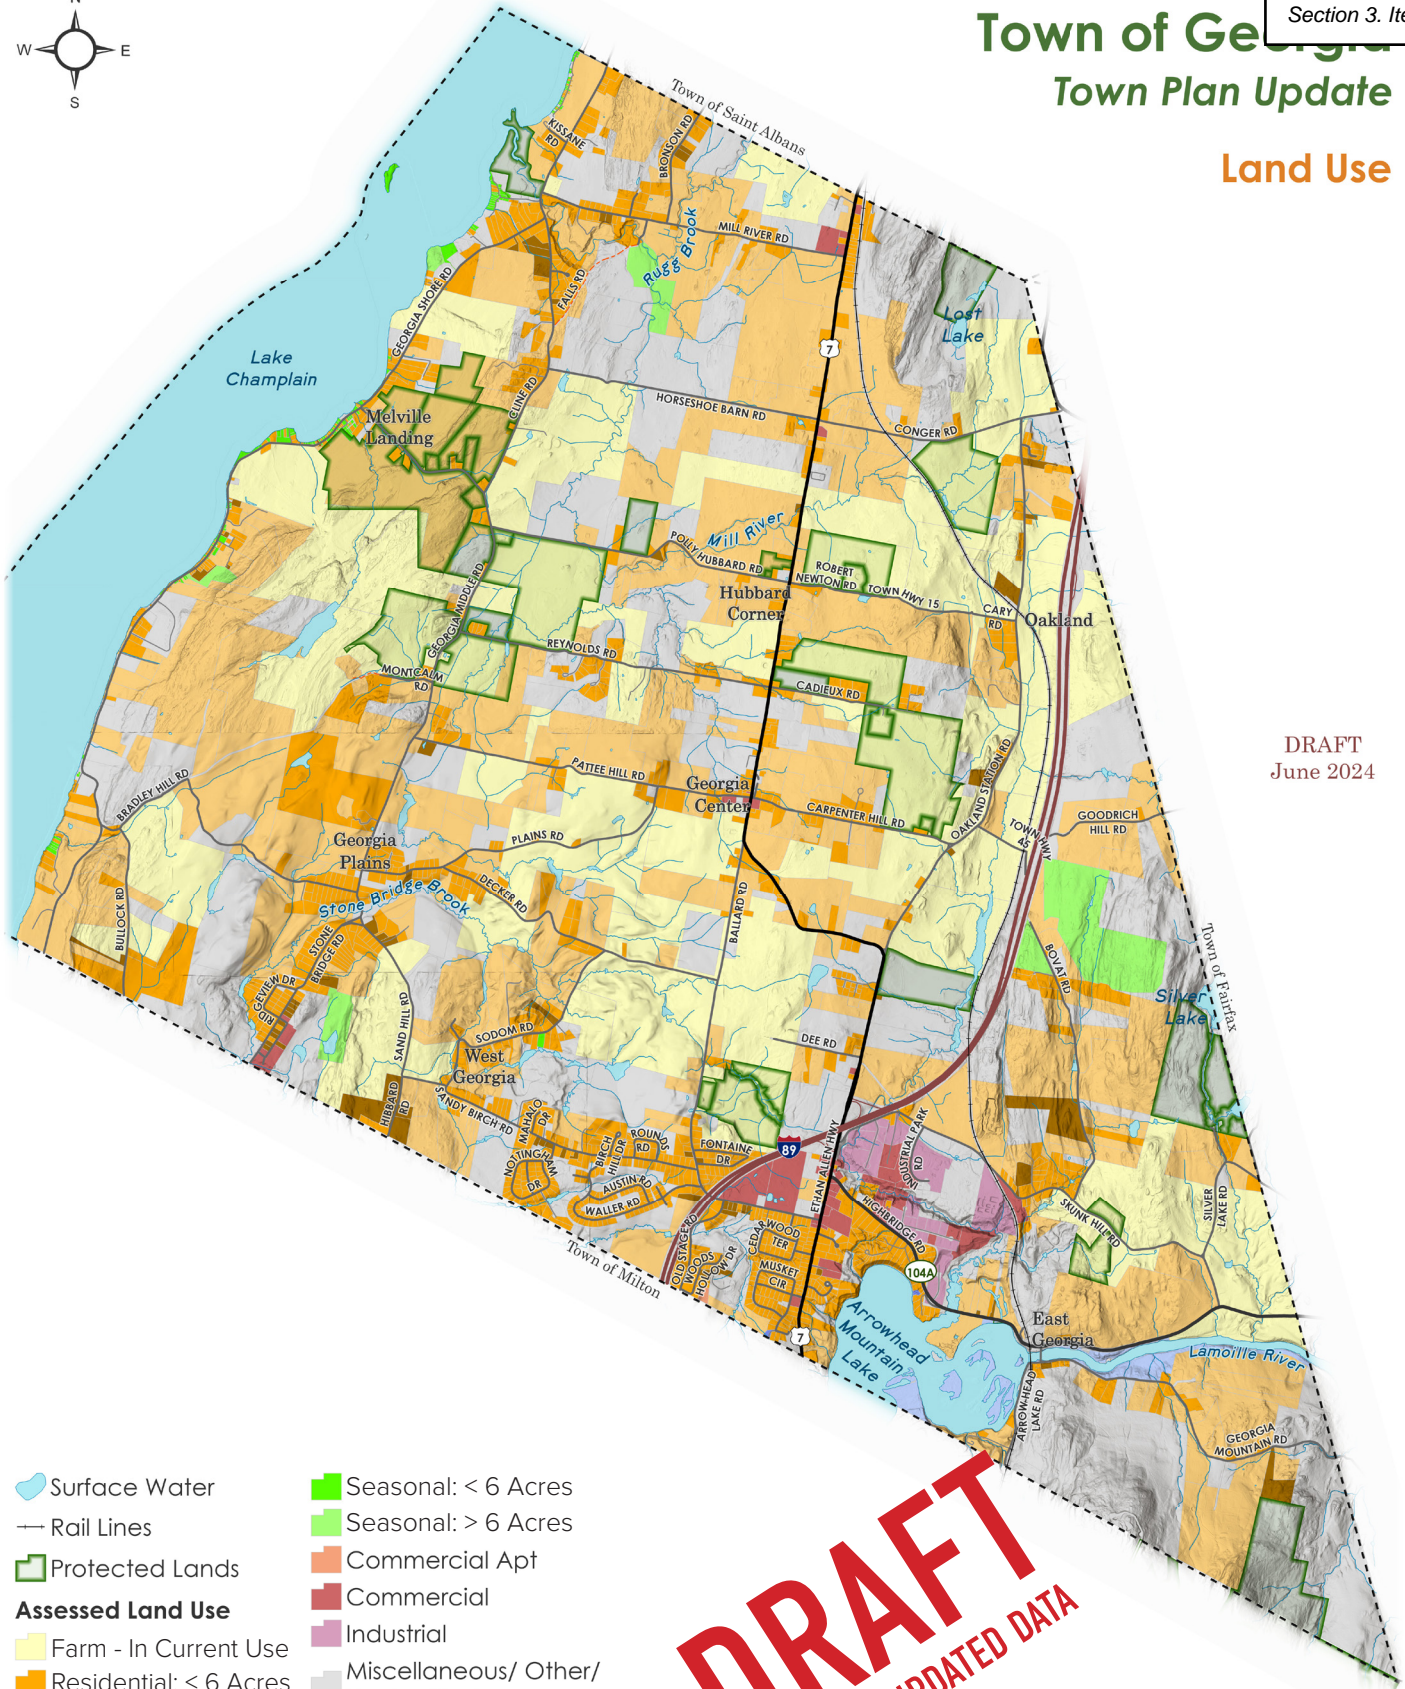 Section 3. Ite
Town of Georgia
Town Plan Update
Land Use
W
E
S
Town of Saint Albans
KISSANE
RD
BRONSON RD
MILL RIVER RD
Rugg Brook
FALLS RD
GEORGIA SHORE RD
Lost
Lake
7
Lake
Champlain
CLINE RD
HORSESHOE BARN RD
CONGER RD
Melville
Landing
Mill River
POLLY HUBBARD RD
ROBERT
NEWTON RD
TOWN HWY 15
Hubbard
Corner
CARY
RD
Oakland
GEORGIA MIDDLE RD
REYNOLDS RD
MONTCALM
RD
CADIEUX RD
DRAFT
June 2024
PATTEE HILL RD
Georgia
Center
CARPENTER HILL RD
OAKLAND STATION RD
BRADLEY HILL RD
TOWN HWY
45
GOODRICH
HILL RD
Georgia
Plains
PLAINS RD
Stone Bridge Brook
DECKER RD
BALLARD RD
BULLOCK RD
STONE
BRIDGE RD
BOVAT RD
Town of Fairfax
RIDGEVIEW DR
Silver
Lake
SAND HILL RD
SODOM RD
DEE RD
West
Georgia
HIBBARD
RD
SANDY BIRCH RD
MAHALO
DR
NOTTINGHAM
DR
BIRCH
HILL DR
ROUNDS
RD
FONTAINE
DR
89
ETHAN ALLEN HWY
INDUSTRIAL PARK
RD
AUSTIN RD
WALLER RD
HIGHBRIDGE RD
SKUNK HILL RD
SILVER
LAKE RD
Town of Milton
OLD STAGE RD
WOODS
HOLLOW DR
CEDARWOOD
TER
MUSKET
CIR
104A
7
Arrowhead
Mountain
Lake
East
Georgia
Lamoille River
ARROWHEAD
LAKE RD
GEORGIA
MOUNTAIN RD
Surface Water
Rail Lines
Protected Lands
Assessed Land Use
Farm - In Current Use
Residential: < 6 Acres
Seasonal: < 6 Acres
Seasonal: > 6 Acres
Commercial Apt
Commercial
Industrial
Miscellaneous/ Other/
DRAFT
UPDATED DATA